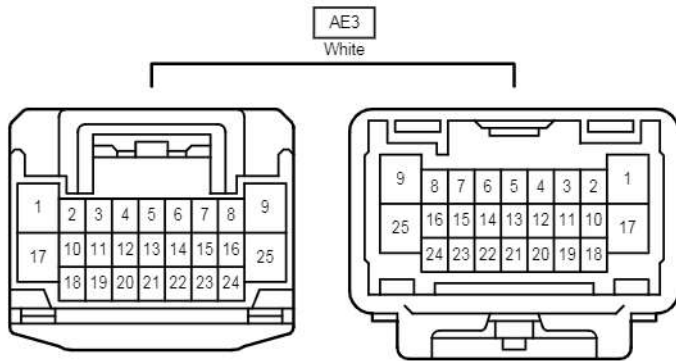 AE3
White
1 2 3 4 5 6 7 8 9
10 11 12 13 14 15 16
17 25
18 19 20 21 22 23 24
9 8 7 6 5 4 3 2 1
16 15 14 13 12 11 10
25 17
24 23 22 21 20 19 18